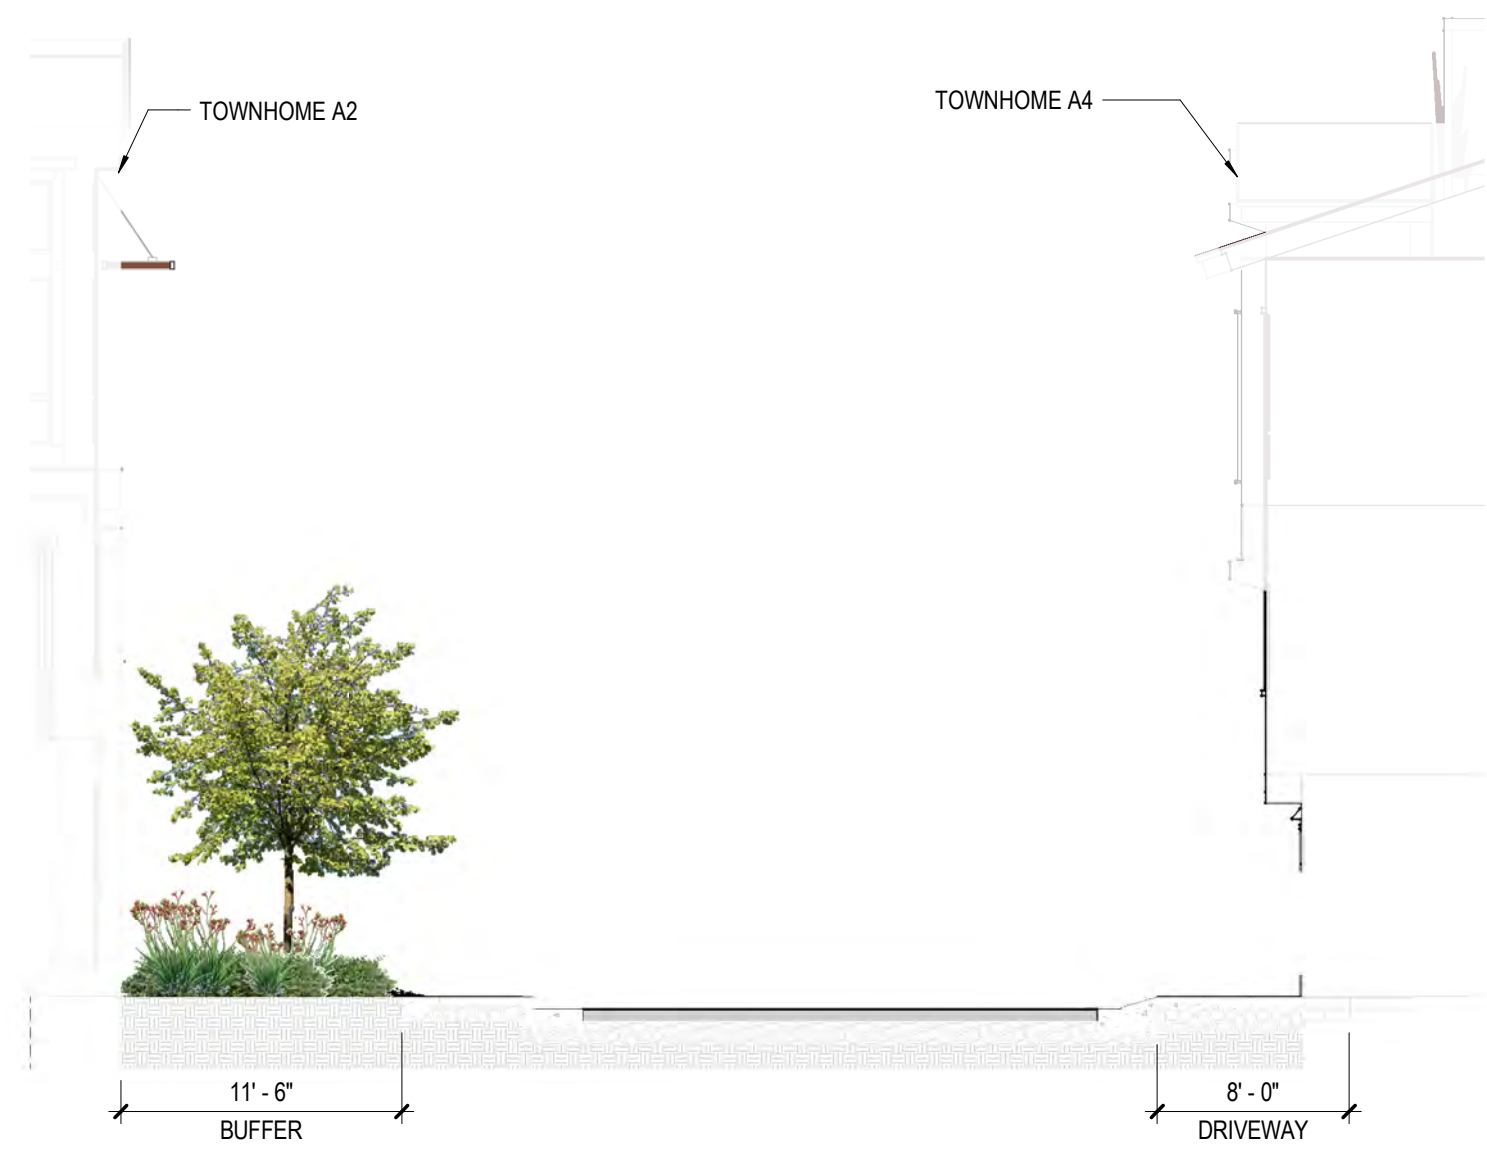 TOWNHOME A2
TOWNHOME A4
11' - 6"
BUFFER
8' - 0"
DRIVEWAY